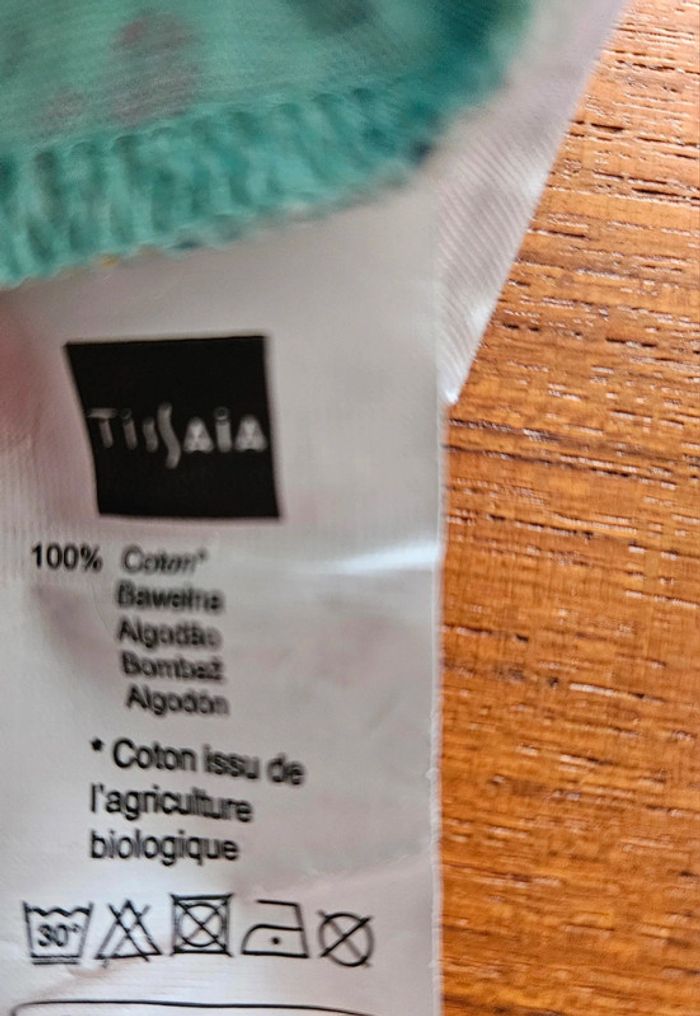 TISSAIA
100% Coton*
Bawełna
Algodão
Bombaž
Algodón
* Coton issu de
l'agriculture
biologique
30°